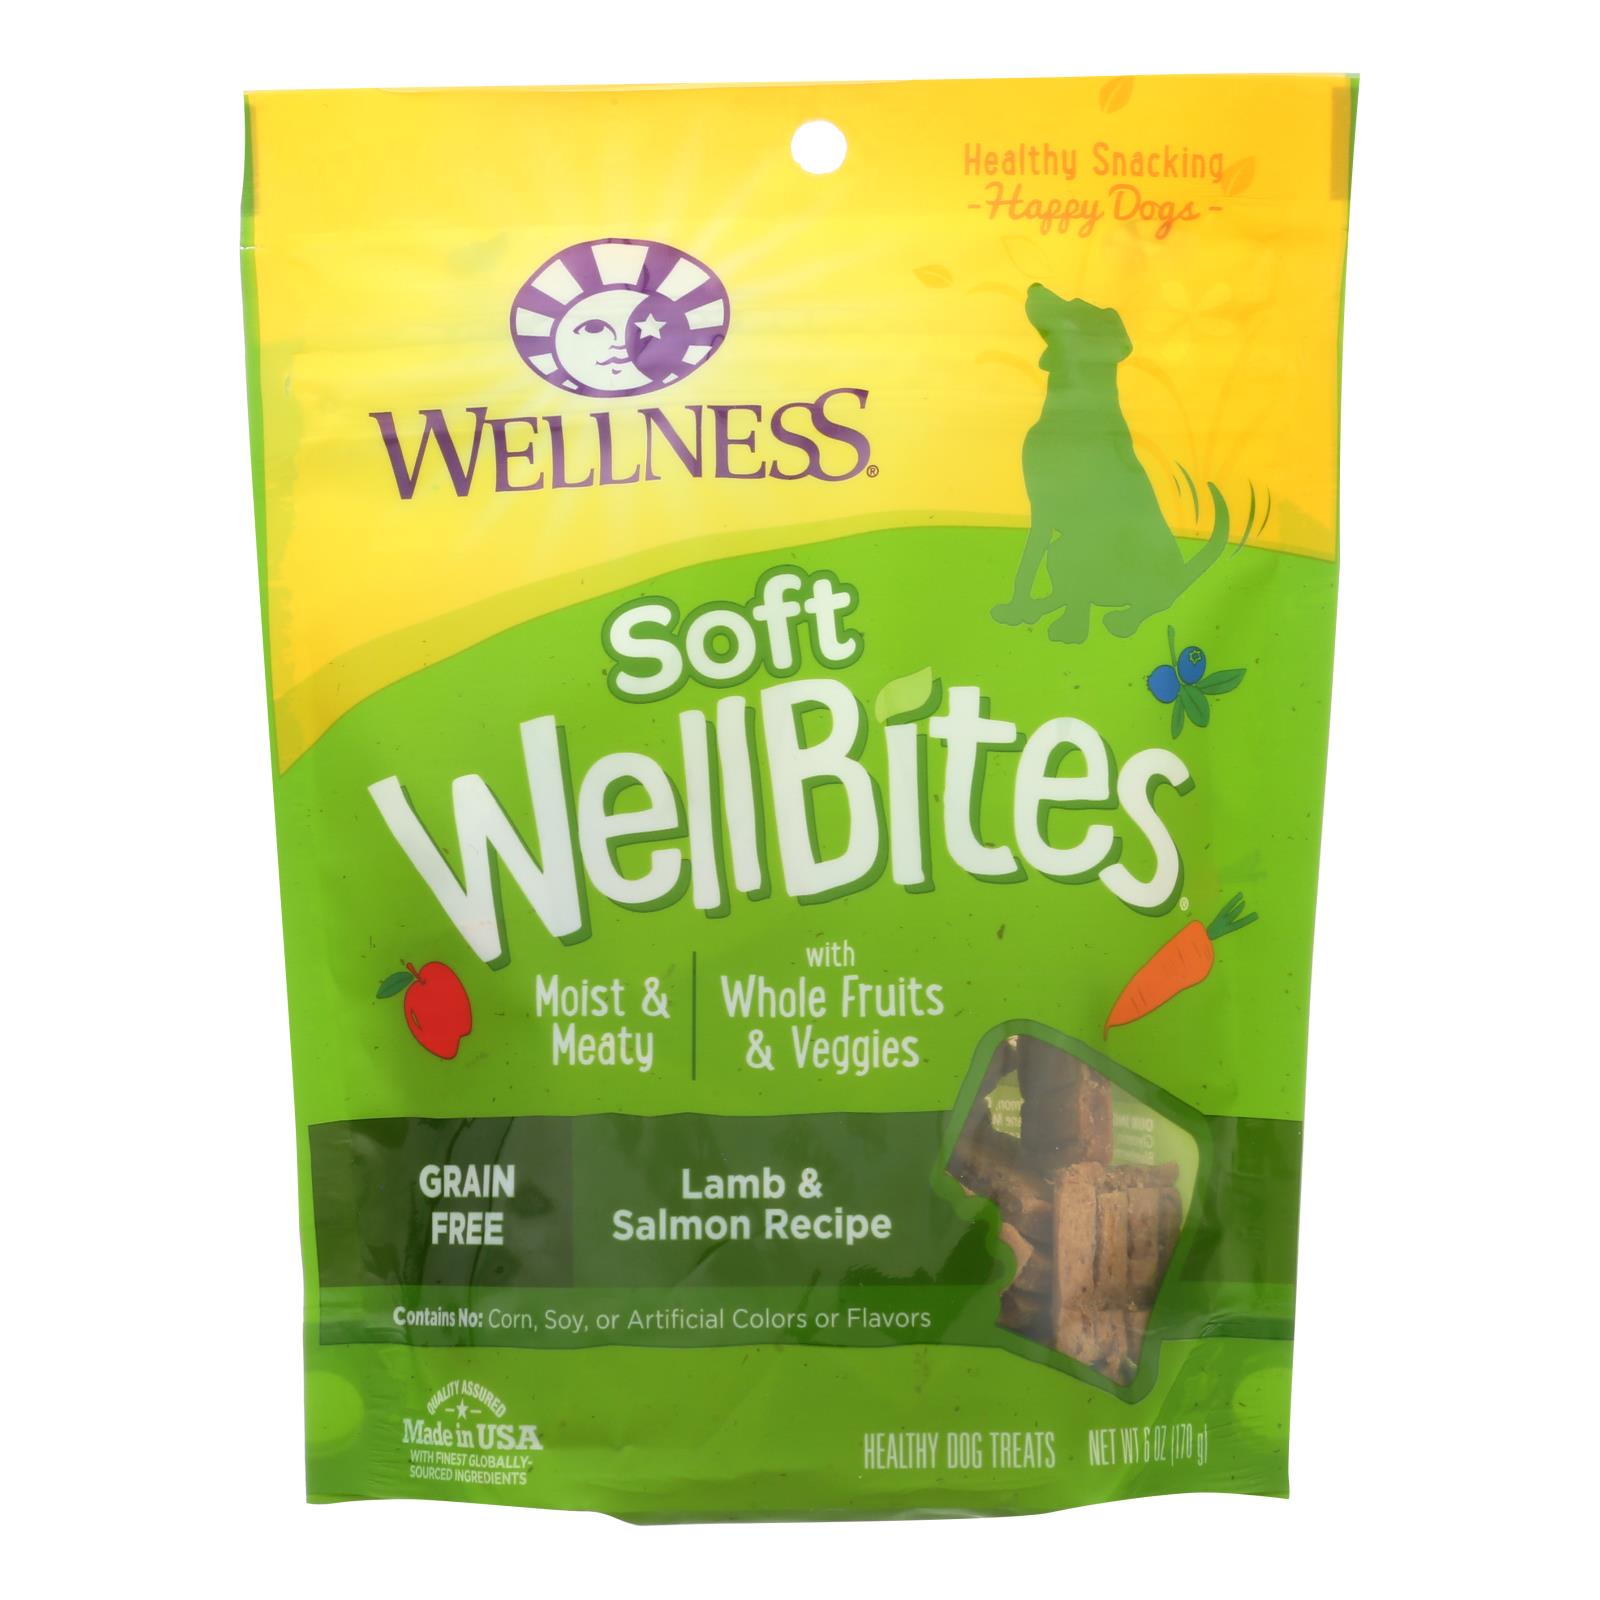 Healthy Snacking
-Happy Dogs-
WELLNESS®
Soft
WellBites®
Moist &
Meaty
with
Whole Fruits
& Veggies
GRAIN
FREE
Lamb &
Salmon Recipe
Contains No: Corn, Soy, or Artificial Colors or Flavors
QUALITY ASSURED
Made in USA
WITH FINEST GLOBALLY-
SOURCED INGREDIENTS
HEALTHY DOG TREATS NET WT 6 OZ (170 g)